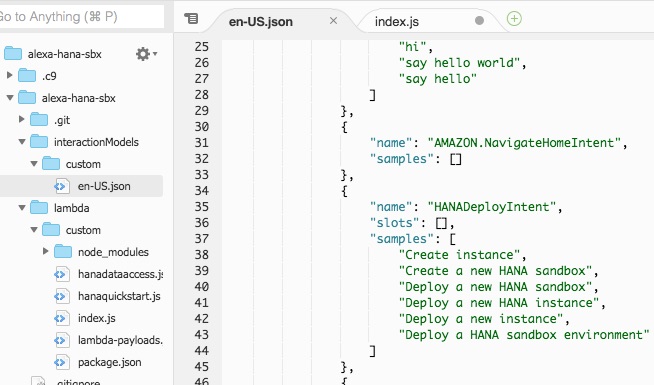 Go to Anything (⌘ P)
en-US.json
index.js
alexa-hana-sbx
.c9
alexa-hana-sbx
.git
interactionModels
custom
en-US.json
lambda
custom
node_modules
hanadataaccess.js
hanaquickstart.js
index.js
lambda-payloads.
package.json
.gitignore
25 "hi",
26 "say hello world",
27 "say hello"
28 ]
29 },
30 {
31 "name": "AMAZON.NavigateHomeIntent",
32 "samples": []
33 },
34 {
35 "name": "HANADeployIntent",
36 "slots": [],
37 "samples": [
38 "Create instance",
39 "Create a new HANA sandbox",
40 "Deploy a new HANA sandbox",
41 "Deploy a new HANA instance",
42 "Deploy a new instance",
43 "Deploy a HANA sandbox environment"
44 ]
45 },
46 {